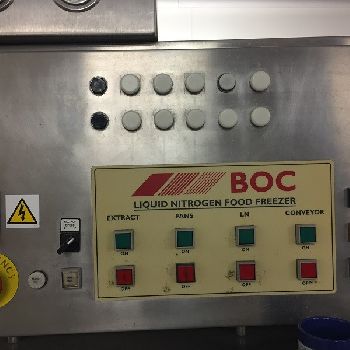 BOC
LIQUID NITROGEN FOOD FREEZER
EXTRACT FANS LN CONVEYOR
ON ON ON ON
OFF OFF OFF OFF